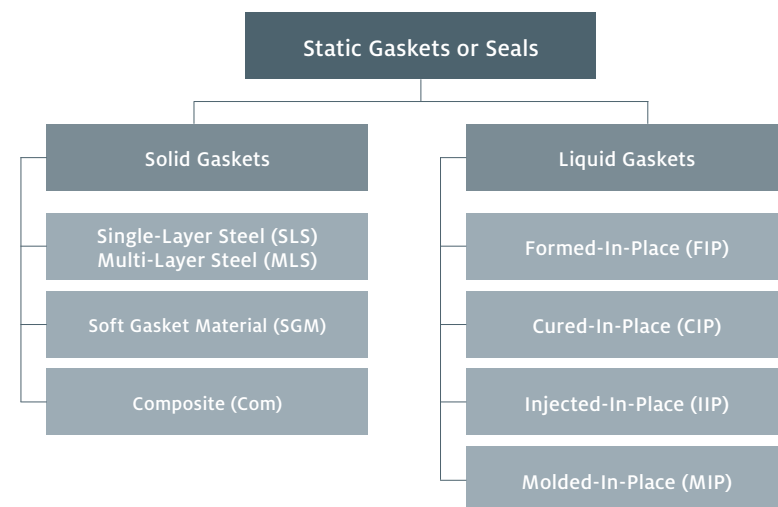 Static Gaskets or Seals
Solid Gaskets
Single-Layer Steel (SLS)
Multi-Layer Steel (MLS)
Soft Gasket Material (SGM)
Composite (Com)
Liquid Gaskets
Formed-In-Place (FIP)
Cured-In-Place (CIP)
Injected-In-Place (IIP)
Molded-In-Place (MIP)